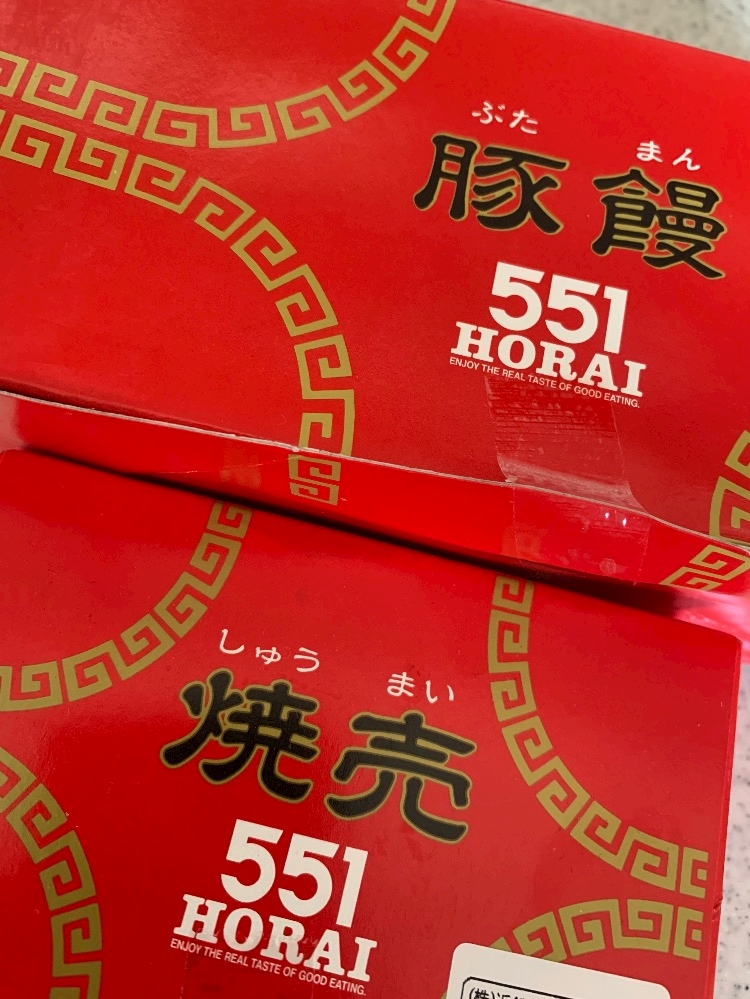 ぶた まん
豚饅
551
HORAI
ENJOY THE REAL TASTE OF GOOD EATING.
しゅう まい
焼売
551
HORAI
ENJOY THE REAL TASTE OF GOOD EATING.
(株)